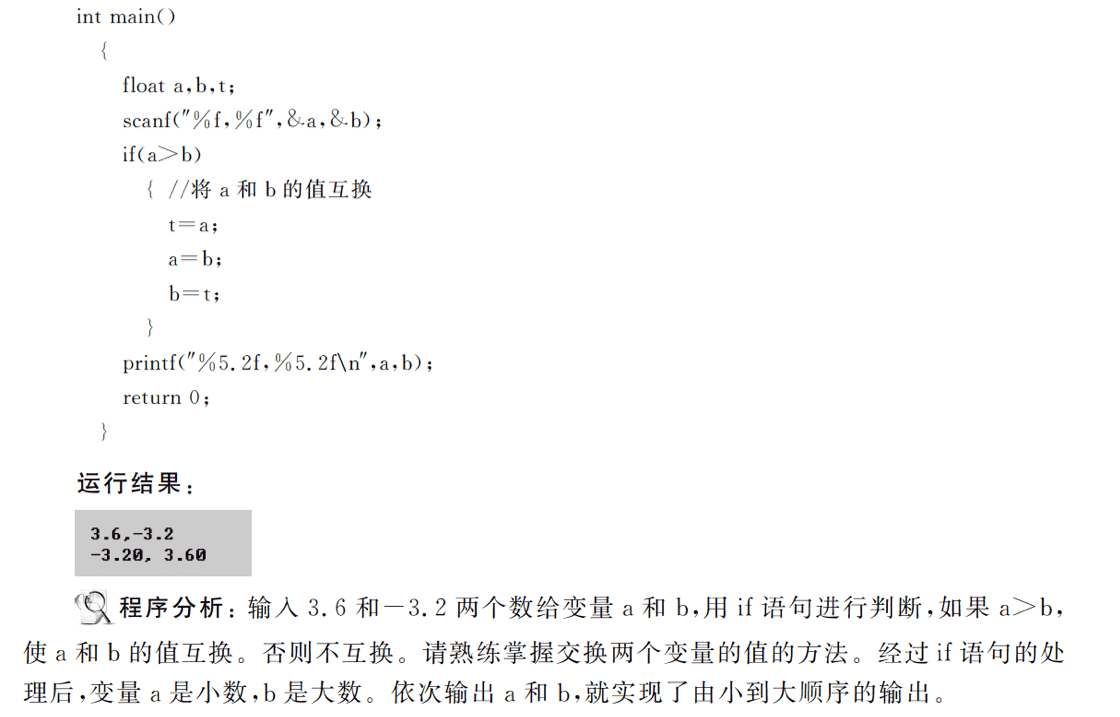 int main()
{
float a,b,t;
scanf("%f,%f",&a,&b);
if(a>b)
{ //将 a 和 b 的值互换
t=a;
a=b;
b=t;
}
printf("%5.2f,%5.2f\n",a,b);
return 0;
}
运行结果:
3.6,-3.2
-3.20, 3.60
程序分析:输入 3.6 和-3.2 两个数给变量 a 和 b,用 if 语句进行判断,如果 a>b,
使 a 和 b 的值互换。否则不互换。请熟练掌握交换两个变量的值的方法。经过 if 语句的处
理后,变量 a 是小数,b 是大数。依次输出 a 和 b,就实现了由小到大顺序的输出。